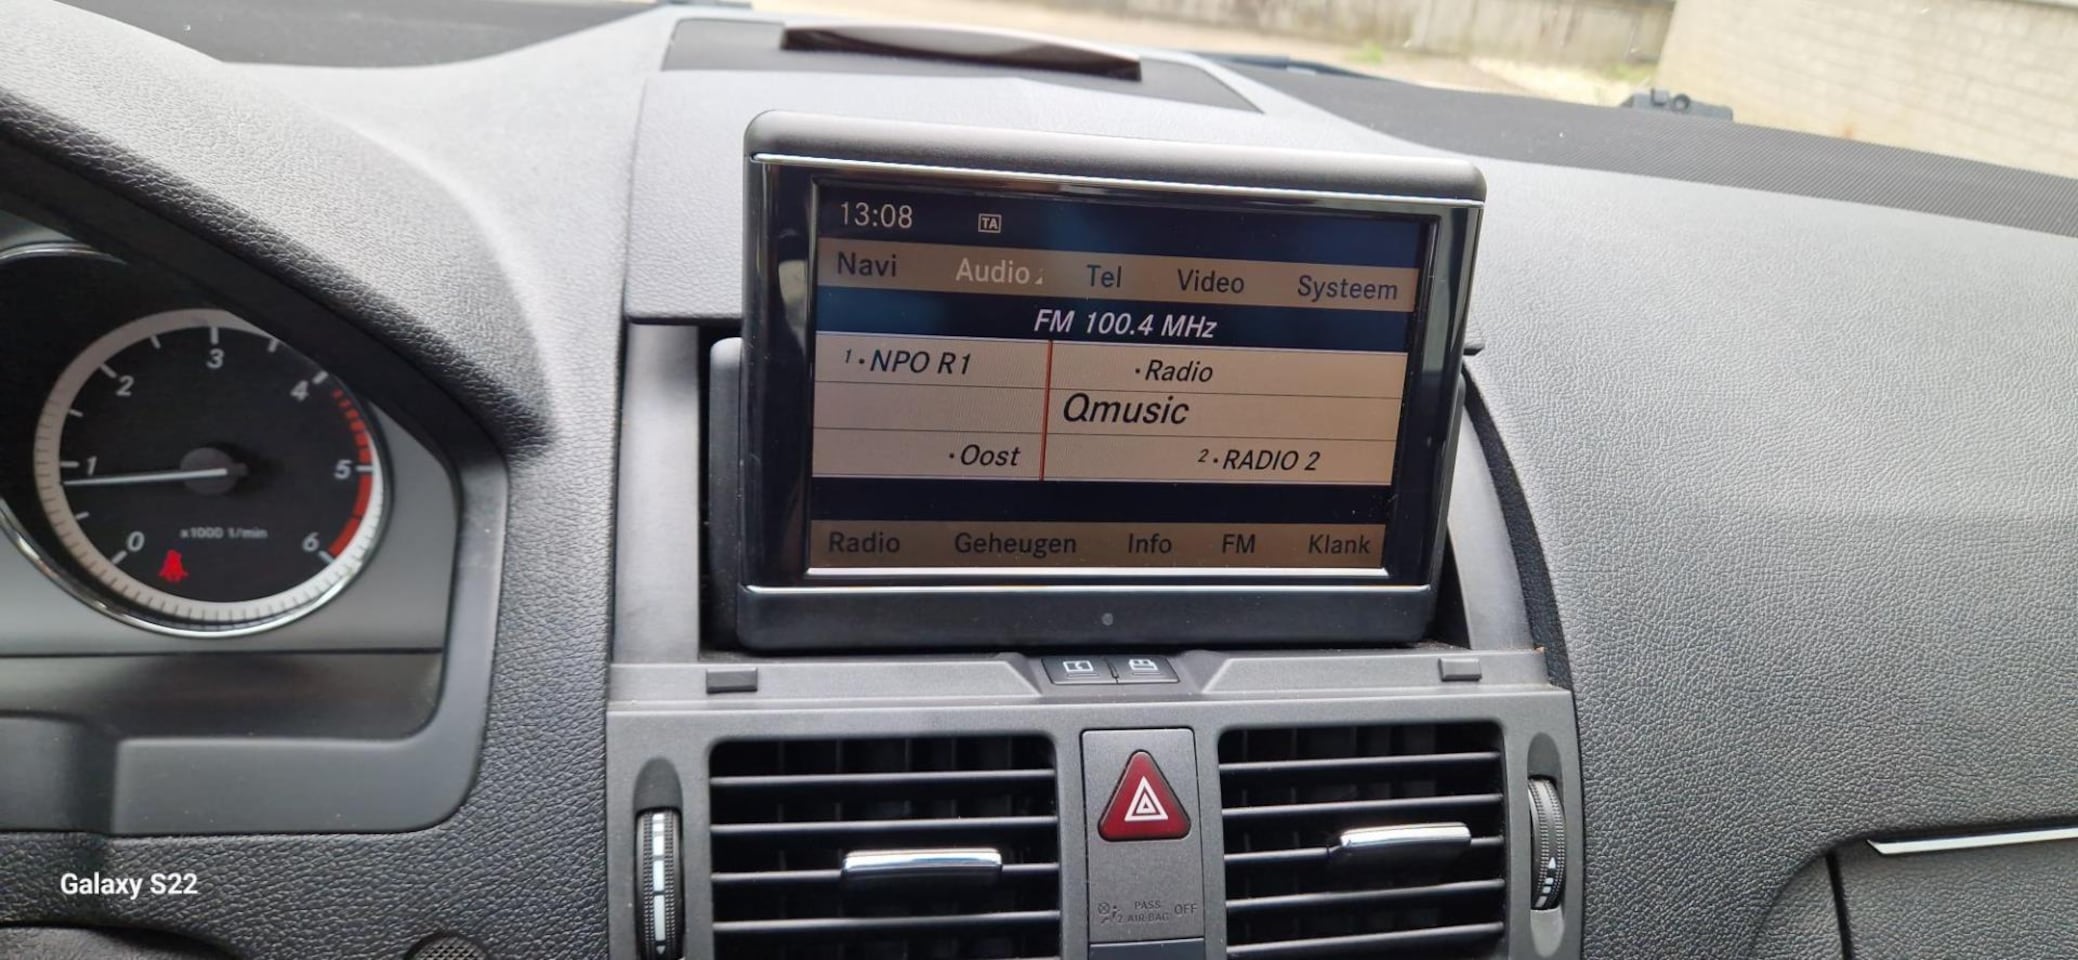 13:08 TA
Navi Audio Tel Video Systeem
FM 100.4 MHz
1·NPO R1 ·Radio
Qmusic
·Oost 2·RADIO 2
Radio Geheugen Info FM Klank
3
2 4
1 5
0 6
x1000 1/min
PASS
AIR BAG OFF
Galaxy S22